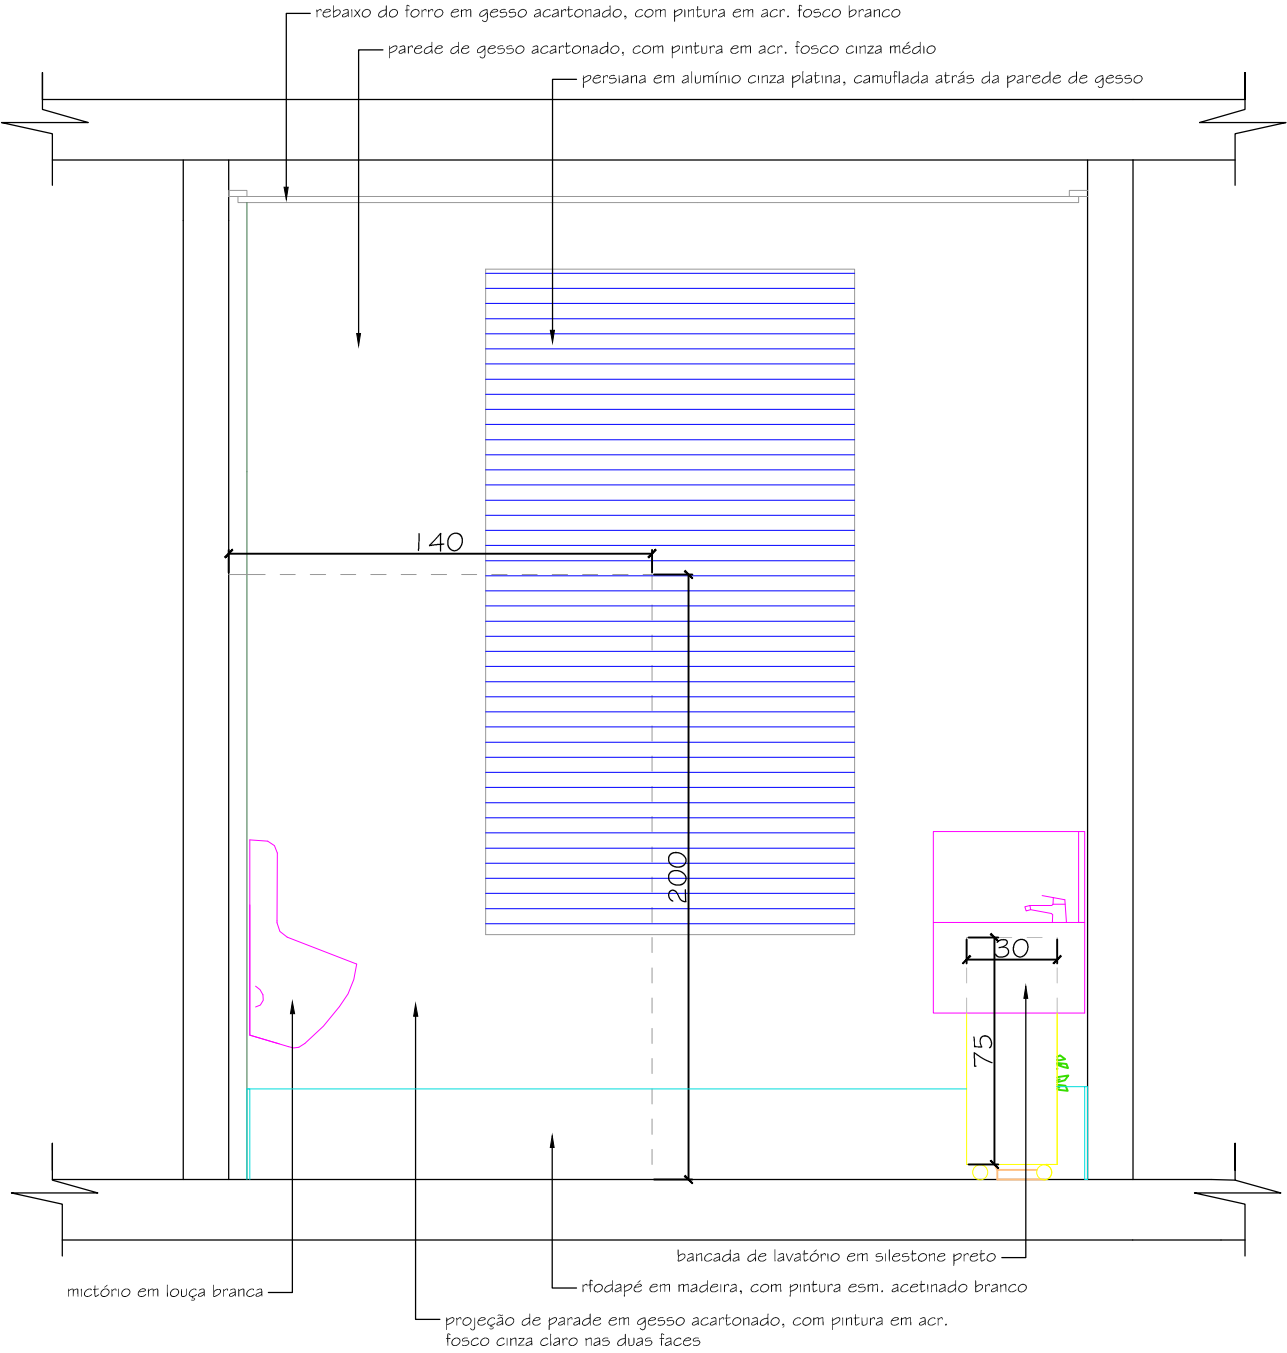 rebaixo do forro em gesso acartonado, com pintura em acr. fosco branco
parede de gesso acartonado, com pintura em acr. fosco cinza médio
persiana em alumínio cinza platina, camuflada atrás da parede de gesso
140
200
30
75
bancada de lavatório em silestone preto
mictório em louça branca
rfodapé em madeira, com pintura esm. acetinado branco
projeção de parade em gesso acartonado, com pintura em acr.
fosco cinza claro nas duas faces